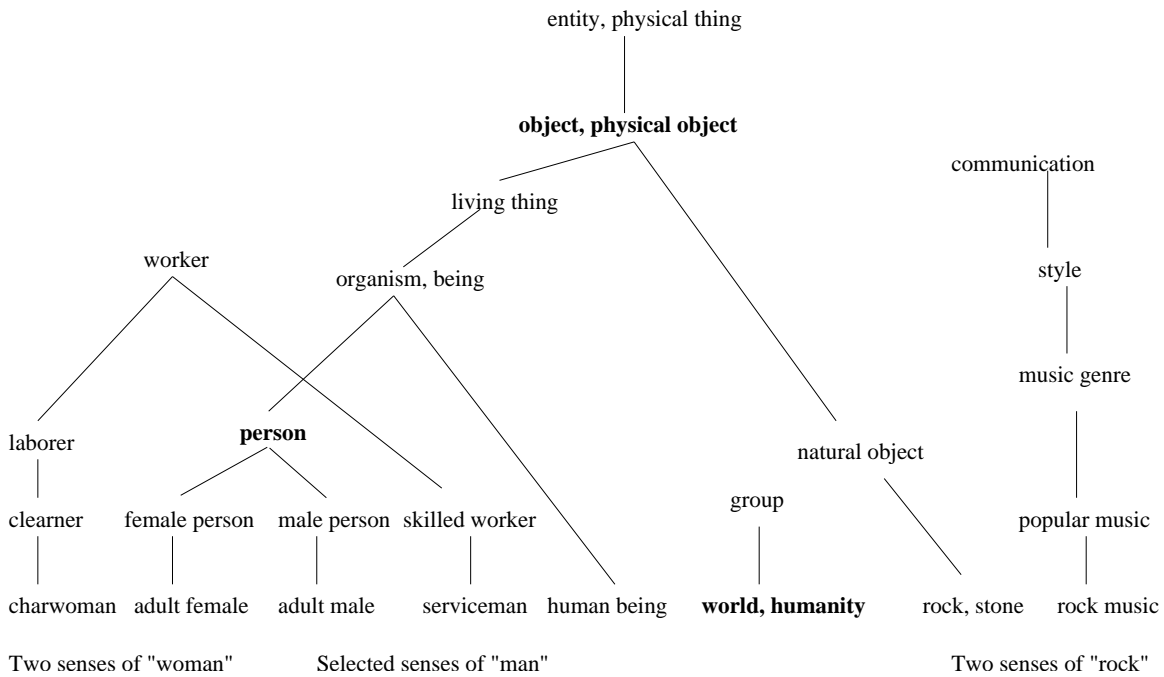 entity, physical thing
object, physical object
communication
living thing
worker
organism, being
style
music genre
person
laborer
natural object
group
clearner
female person
male person
skilled worker
popular music
charwoman
adult female
adult male
serviceman
human being
world, humanity
rock, stone
rock music
Two senses of "woman"
Selected senses of "man"
Two senses of "rock"